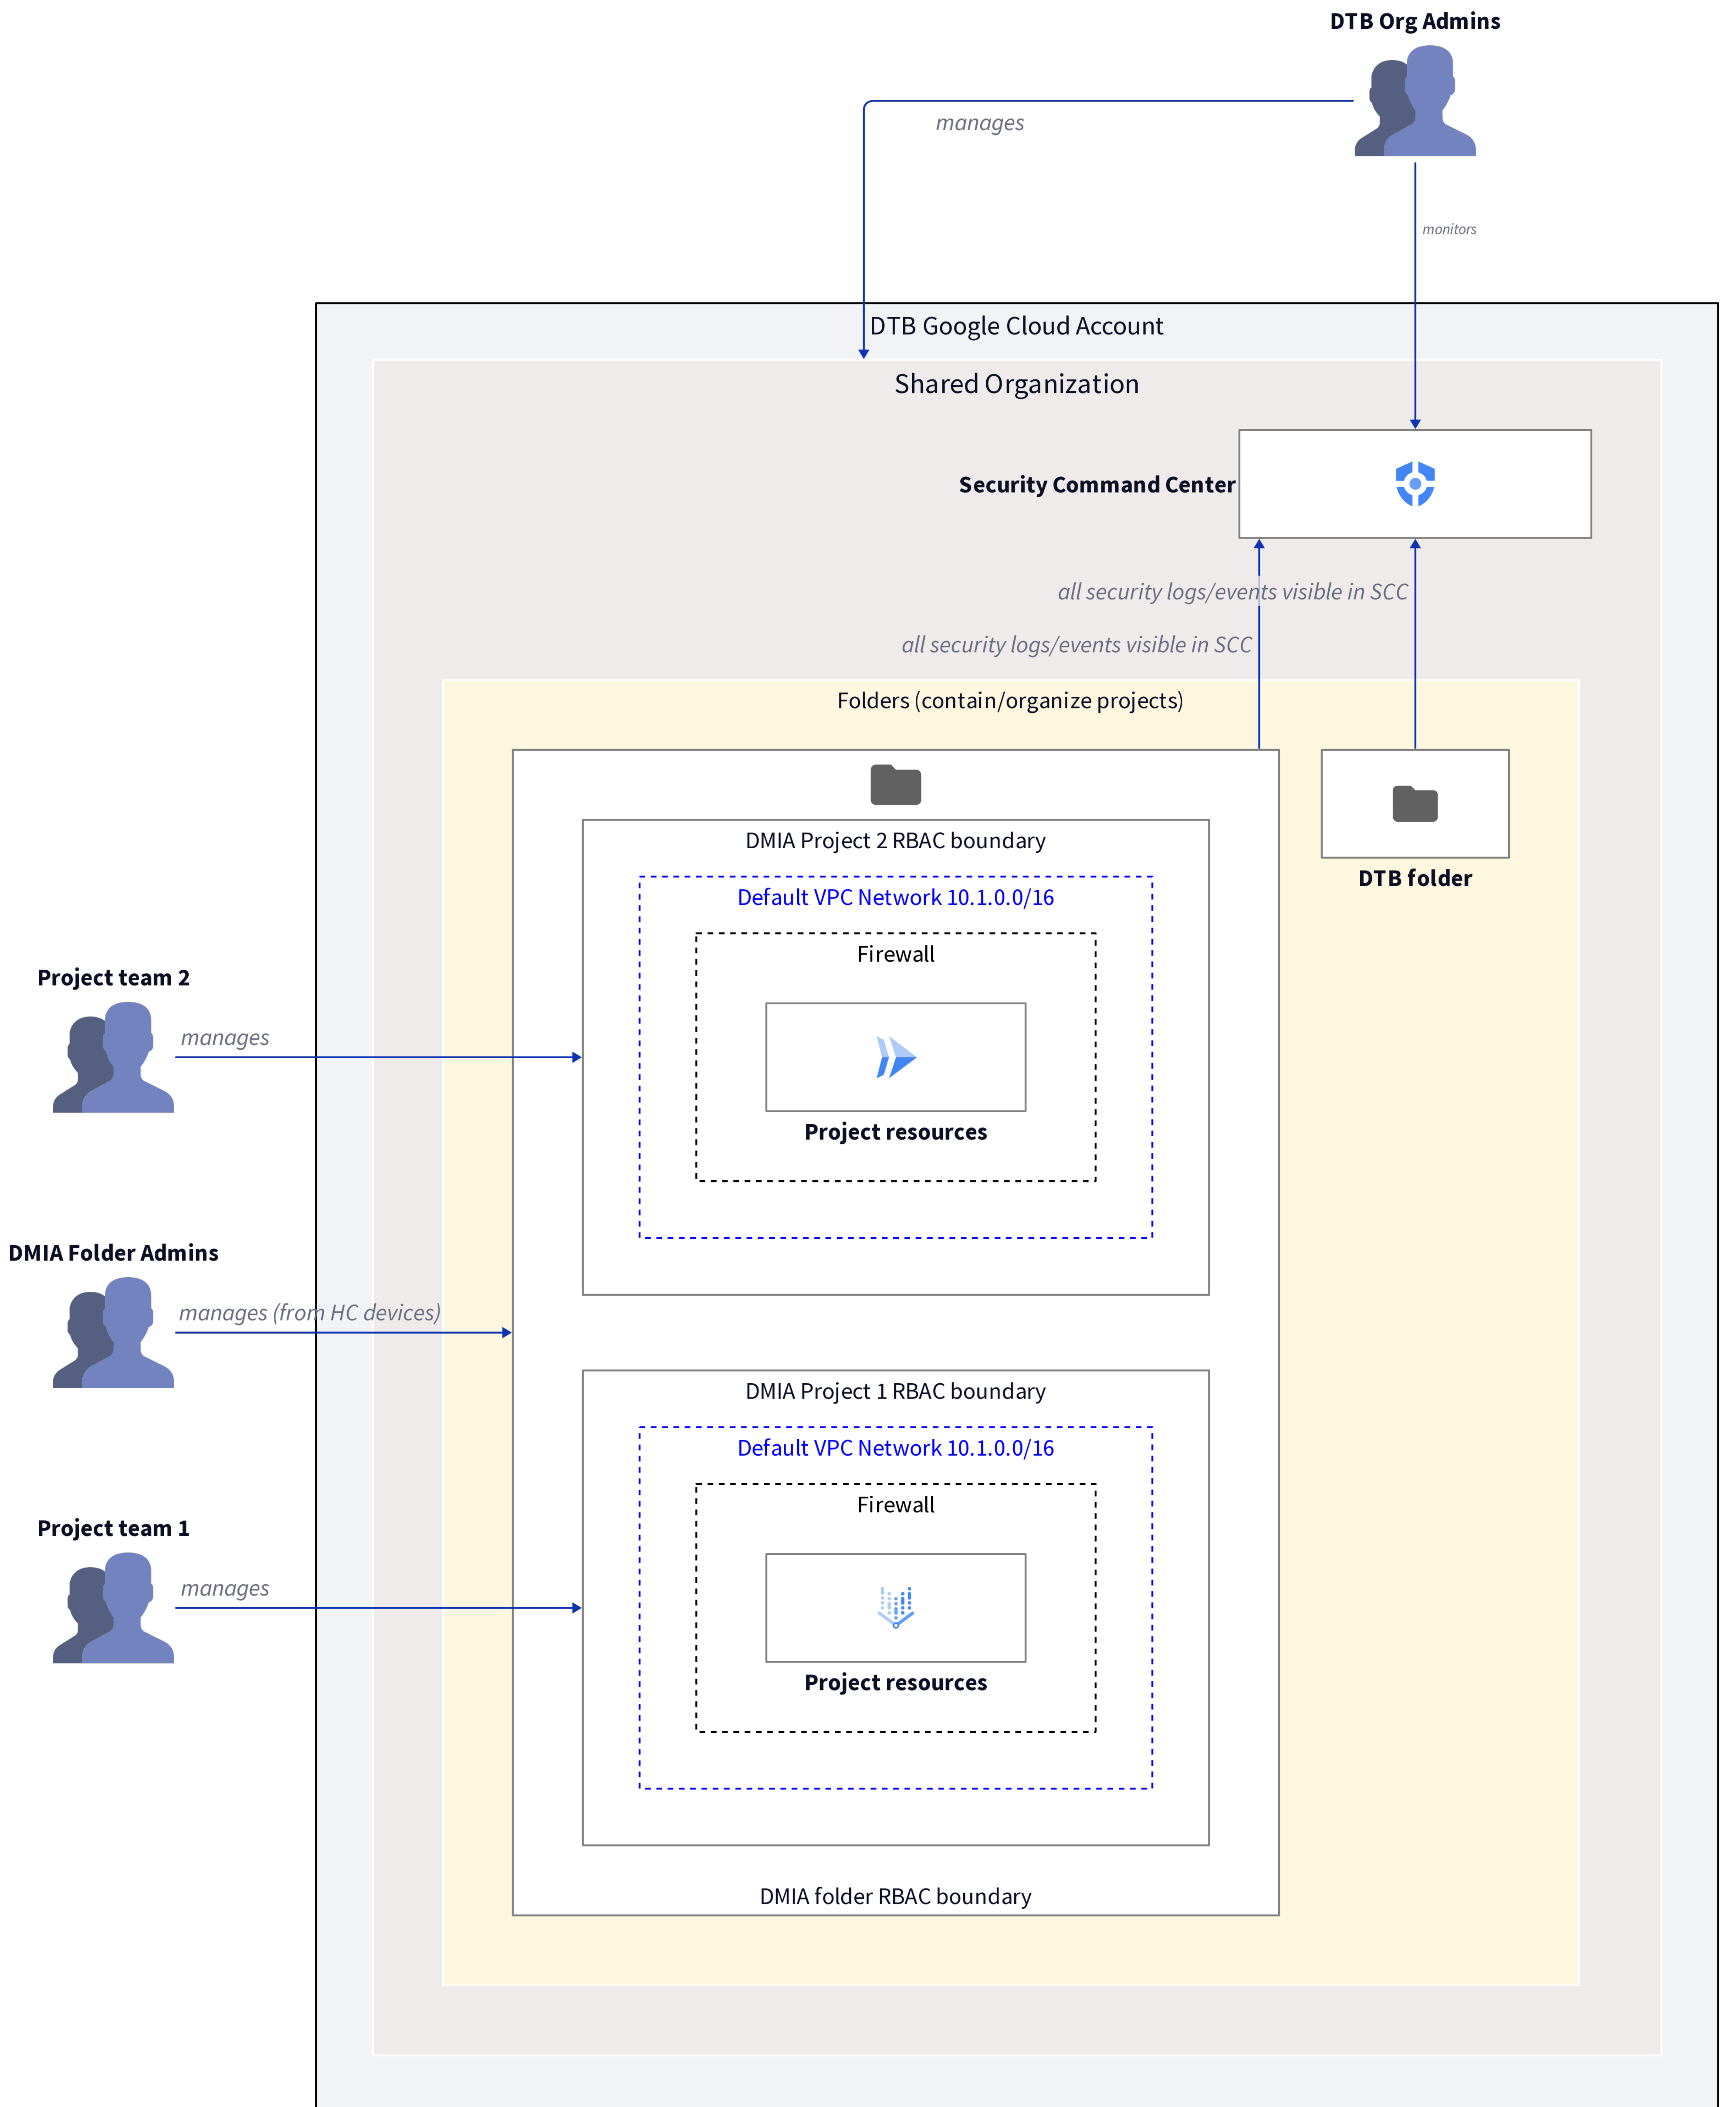 DTB Org Admins
manages
monitors
DTB Google Cloud Account
Shared Organization
Security Command Center
all security logs/events visible in SCC
all security logs/events visible in SCC
Folders (contain/organize projects)
DMIA Project 2 RBAC boundary
DTB folder
Default VPC Network 10.1.0.0/16
Firewall
Project team 2
manages
Project resources
DMIA Folder Admins
manages (from HC devices)
DMIA Project 1 RBAC boundary
Default VPC Network 10.1.0.0/16
Firewall
Project team 1
manages
Project resources
DMIA folder RBAC boundary